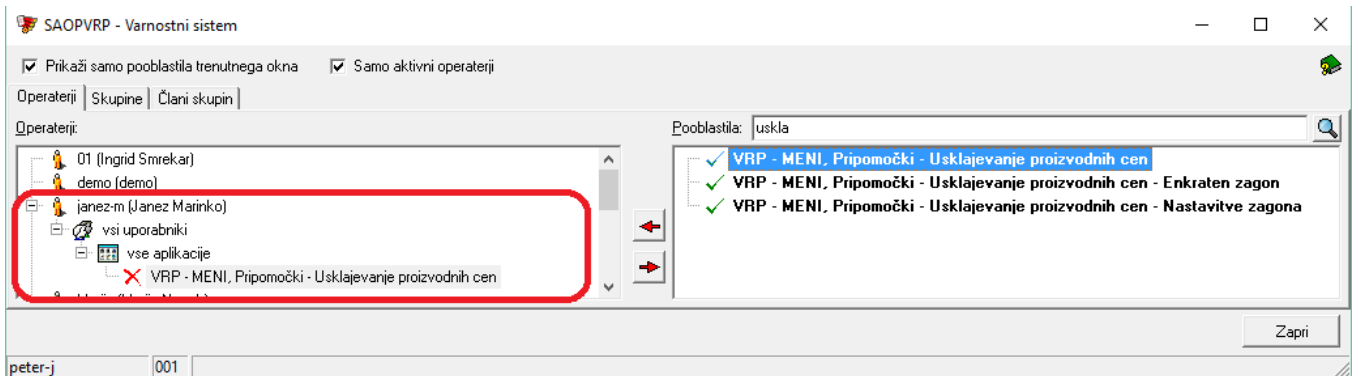 SAOPVRP - Varnostni sistem
Prikaži samo pooblastila trenutnega okna
Samo aktivni operaterji
Operaterji
Skupine
Člani skupin
Operaterji:
01 (Ingrid Smrekar)
demo (demo)
janez-m (Janez Marinko)
vsi uporabniki
vse aplikacije
VRP - MENI, Pripomočki - Usklajevanje proizvodnih cen
Pooblastila:
uskla
VRP - MENI, Pripomočki - Usklajevanje proizvodnih cen
VRP - MENI, Pripomočki - Usklajevanje proizvodnih cen - Enkraten zagon
VRP - MENI, Pripomočki - Usklajevanje proizvodnih cen - Nastavitve zagona
Zapri
peter-j
001